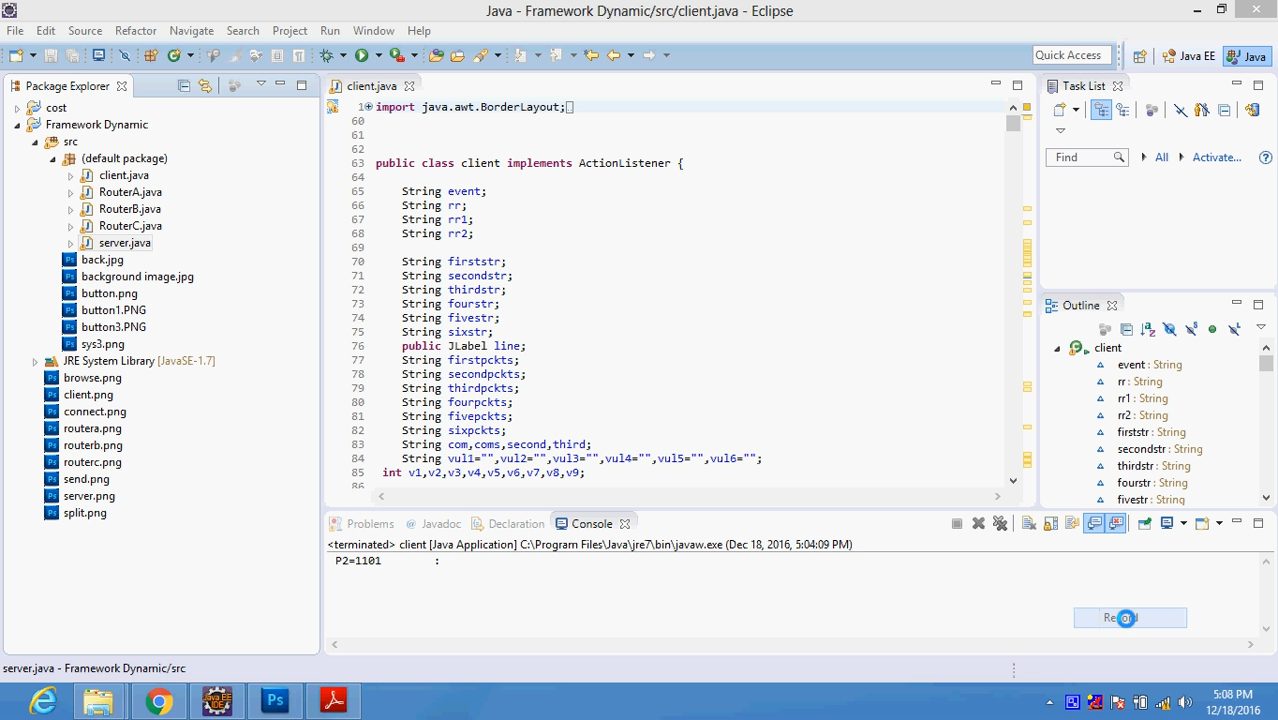 Java - Framework Dynamic/src/client.java - Eclipse
File Edit Source Refactor Navigate Search Project Run Window Help
Quick Access Java EE Java
Package Explorer
cost
Framework Dynamic
src
(default package)
client.java
RouterA.java
RouterB.java
RouterC.java
server.java
back.jpg
background image.jpg
button.png
button1.PNG
button3.PNG
sys3.png
JRE System Library [JavaSE-1.7]
browse.png
client.png
connect.png
routera.png
routerb.png
routerc.png
send.png
server.png
split.png
client.java
1 import java.awt.BorderLayout;
60
61
62
63 public class client implements ActionListener {
64
65 String event;
66 String rr;
67 String rr1;
68 String rr2;
69
70 String firststr;
71 String secondstr;
72 String thirdstr;
73 String fourstr;
74 String fivestr;
75 String sixstr;
76 public JLabel line;
77 String firstpckts;
78 String secondpckts;
79 String thirdpckts;
80 String fourpckts;
81 String fivepckts;
82 String sixpckts;
83 String com,coms,second,third;
84 String vul1="",vul2="",vul3="",vul4="",vul5="",vul6="";
85 int v1,v2,v3,v4,v5,v6,v7,v8,v9;
86
Task List
Find All Activate...
Outline
client
event : String
rr : String
rr1 : String
rr2 : String
firststr : String
secondstr : String
thirdstr : String
fourstr : String
fivestr : String
Problems @ Javadoc Declaration Console
<terminated> client [Java Application] C:\Program Files\Java\jre7\bin\javaw.exe (Dec 18, 2016, 5:04:09 PM)
P2=1101 :
Record
server.java - Framework Dynamic/src
Java EE IDE
Ps
5:08 PM
12/18/2016